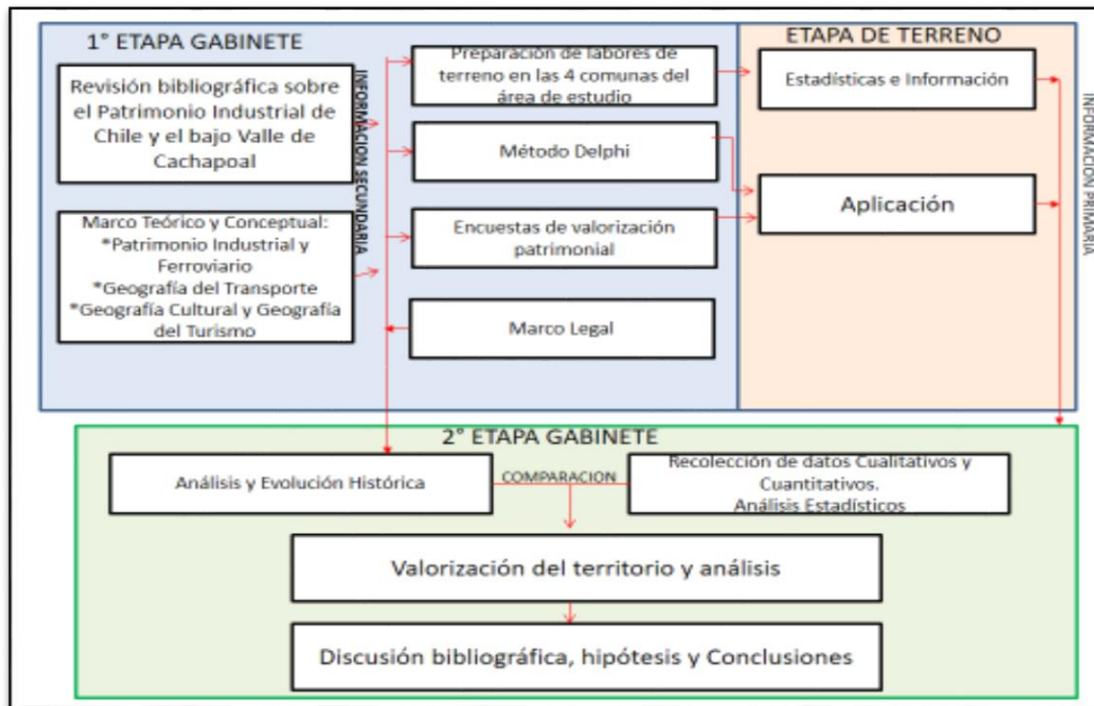 1° ETAPA GABINETE
Revisión bibliográfica sobre
el Patrimonio Industrial de
Chile y el bajo Valle de
Cachapoal
Marco Teórico y Conceptual:
*Patrimonio Industrial y
Ferroviario
*Geografía del Transporte
*Geografía Cultural y Geografía
del Turismo
INFORMACION SECUNDARIA
Preparación de labores de
terreno en las 4 comunas del
área de estudio
Método Delphi
Encuestas de valorización
patrimonial
Marco Legal
ETAPA DE TERRENO
Estadísticas e Información
Aplicación
INFORMACION PRIMARIA
2° ETAPA GABINETE
Análisis y Evolución Histórica
COMPARACION
Recolección de datos Cualitativos y
Cuantitativos.
Análisis Estadísticos
Valorización del territorio y análisis
Discusión bibliográfica, hipótesis y Conclusiones